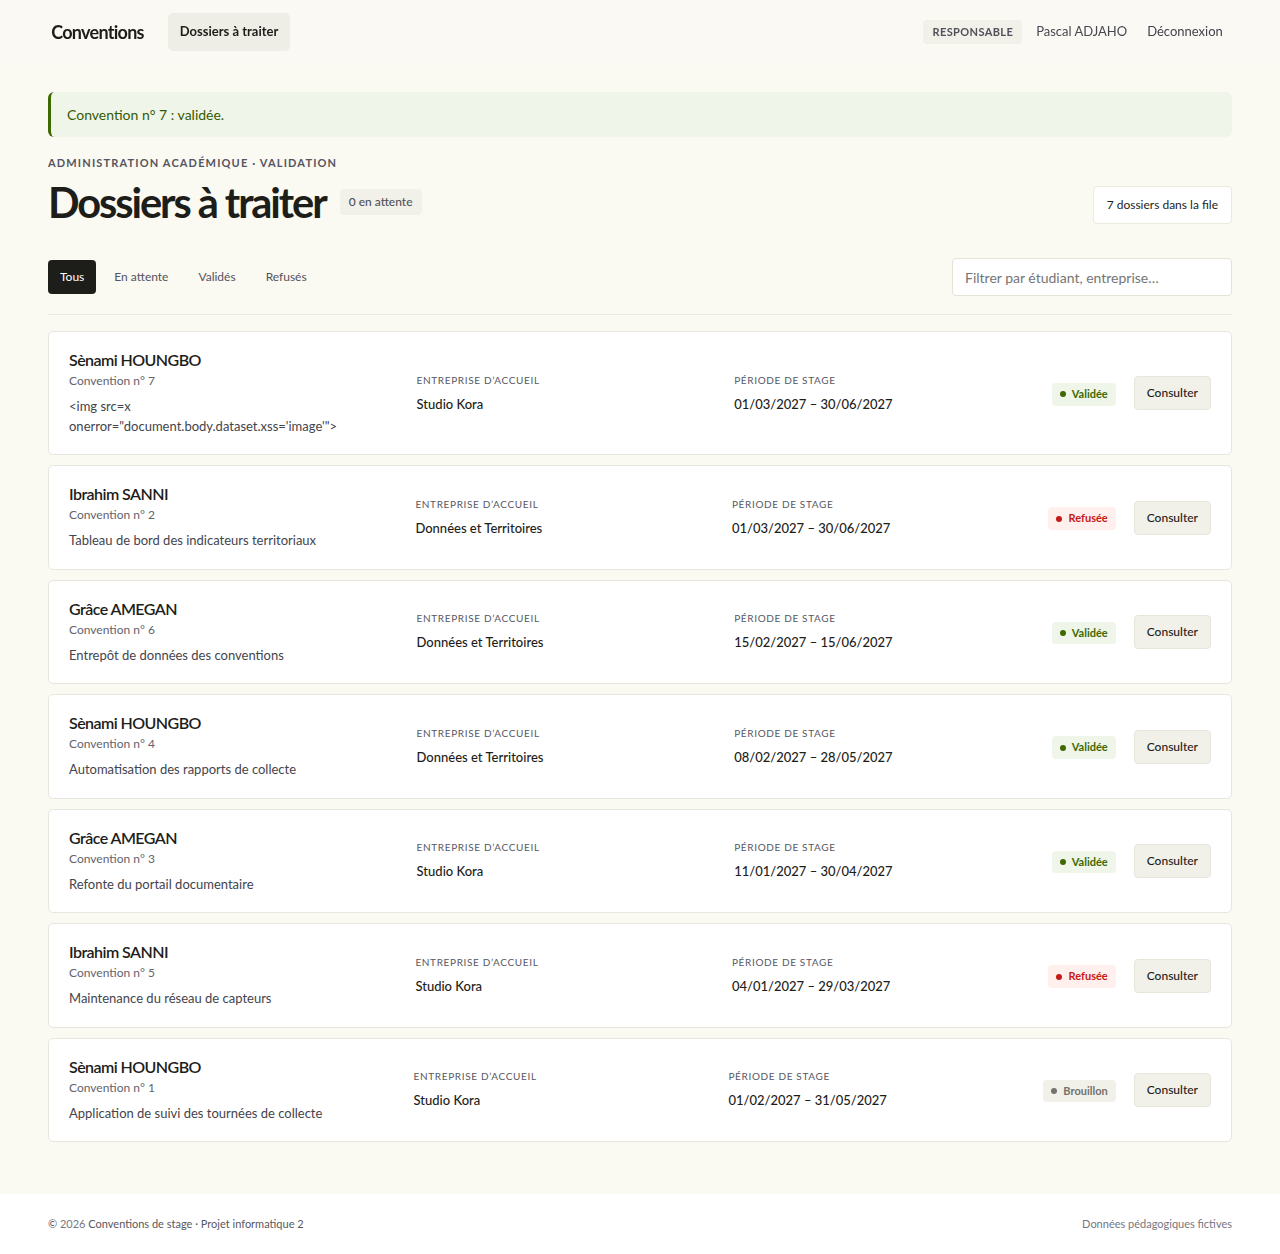 Conventions
Dossiers à traiter
RESPONSABLE
Pascal ADJAHO
Déconnexion
Convention n° 7 : validée.
ADMINISTRATION ACADÉMIQUE · VALIDATION
Dossiers à traiter
0 en attente
7 dossiers dans la file
Tous
En attente
Validés
Refusés
Filtrer par étudiant, entreprise...
Sènami HOUNGBO
Convention n° 7
<img src=x
onerror="document.body.dataset.xss='image'">
ENTREPRISE D'ACCUEIL
Studio Kora
PÉRIODE DE STAGE
01/03/2027 – 30/06/2027
Validée
Consulter
Ibrahim SANNI
Convention n° 2
Tableau de bord des indicateurs territoriaux
ENTREPRISE D'ACCUEIL
Données et Territoires
PÉRIODE DE STAGE
01/03/2027 – 30/06/2027
Refusée
Consulter
Grâce AMEGAN
Convention n° 6
Entrepôt de données des conventions
ENTREPRISE D'ACCUEIL
Données et Territoires
PÉRIODE DE STAGE
15/02/2027 – 15/06/2027
Validée
Consulter
Sènami HOUNGBO
Convention n° 4
Automatisation des rapports de collecte
ENTREPRISE D'ACCUEIL
Données et Territoires
PÉRIODE DE STAGE
08/02/2027 – 28/05/2027
Validée
Consulter
Grâce AMEGAN
Convention n° 3
Refonte du portail documentaire
ENTREPRISE D'ACCUEIL
Studio Kora
PÉRIODE DE STAGE
11/01/2027 – 30/04/2027
Validée
Consulter
Ibrahim SANNI
Convention n° 5
Maintenance du réseau de capteurs
ENTREPRISE D'ACCUEIL
Studio Kora
PÉRIODE DE STAGE
04/01/2027 – 29/03/2027
Refusée
Consulter
Sènami HOUNGBO
Convention n° 1
Application de suivi des tournées de collecte
ENTREPRISE D'ACCUEIL
Studio Kora
PÉRIODE DE STAGE
01/02/2027 – 31/05/2027
Brouillon
Consulter
© 2026 Conventions de stage · Projet informatique 2
Données pédagogiques fictives